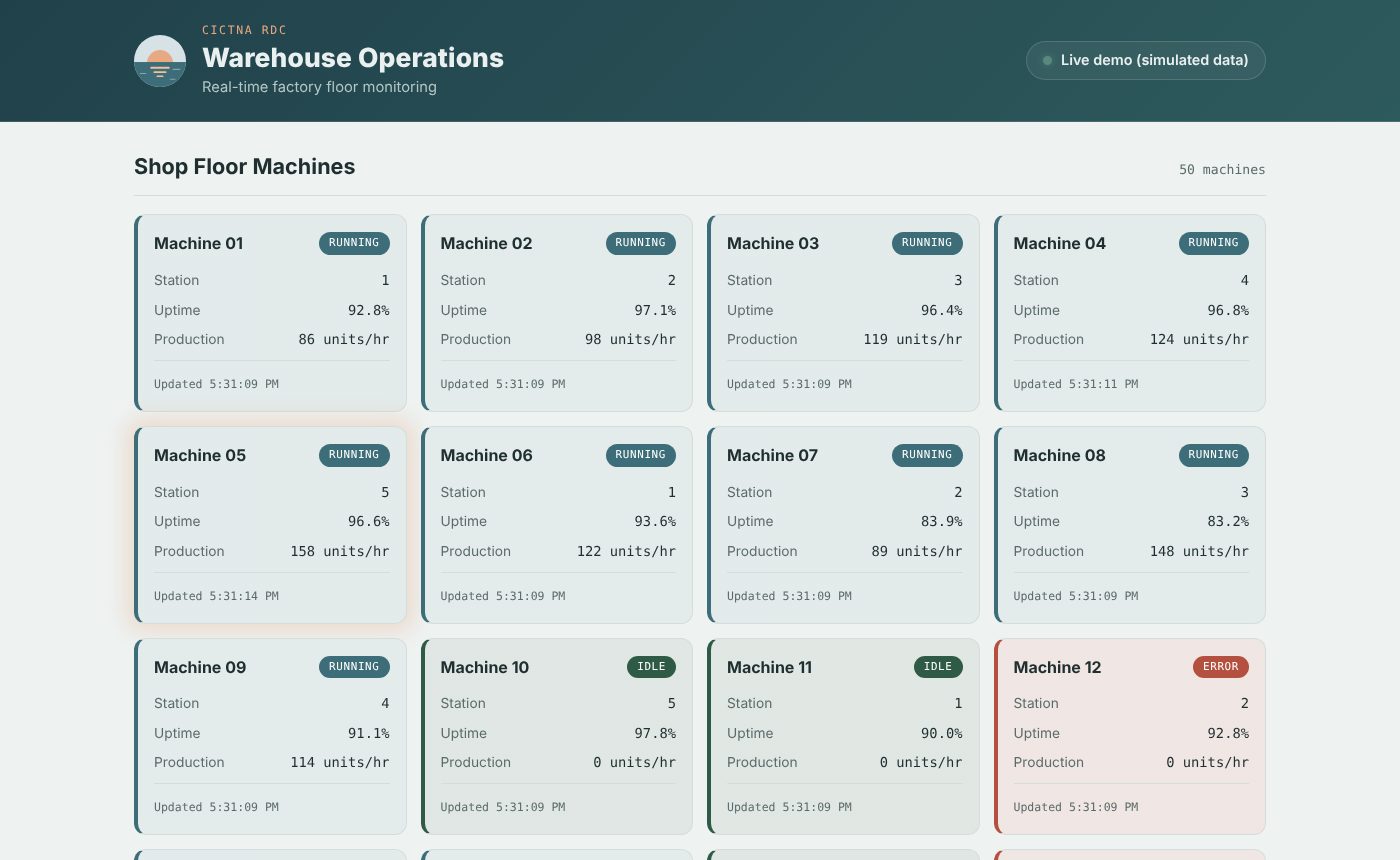 CICTNA RDC
Warehouse Operations
Real-time factory floor monitoring
Live demo (simulated data)
Shop Floor Machines
50 machines
Machine 01
RUNNING
Station 1
Uptime 92.8%
Production 86 units/hr
Updated 5:31:09 PM
Machine 02
RUNNING
Station 2
Uptime 97.1%
Production 98 units/hr
Updated 5:31:09 PM
Machine 03
RUNNING
Station 3
Uptime 96.4%
Production 119 units/hr
Updated 5:31:09 PM
Machine 04
RUNNING
Station 4
Uptime 96.8%
Production 124 units/hr
Updated 5:31:11 PM
Machine 05
RUNNING
Station 5
Uptime 96.6%
Production 158 units/hr
Updated 5:31:14 PM
Machine 06
RUNNING
Station 1
Uptime 93.6%
Production 122 units/hr
Updated 5:31:09 PM
Machine 07
RUNNING
Station 2
Uptime 83.9%
Production 89 units/hr
Updated 5:31:09 PM
Machine 08
RUNNING
Station 3
Uptime 83.2%
Production 148 units/hr
Updated 5:31:09 PM
Machine 09
RUNNING
Station 4
Uptime 91.1%
Production 114 units/hr
Updated 5:31:09 PM
Machine 10
IDLE
Station 5
Uptime 97.8%
Production 0 units/hr
Updated 5:31:09 PM
Machine 11
IDLE
Station 1
Uptime 90.0%
Production 0 units/hr
Updated 5:31:09 PM
Machine 12
ERROR
Station 2
Uptime 92.8%
Production 0 units/hr
Updated 5:31:09 PM